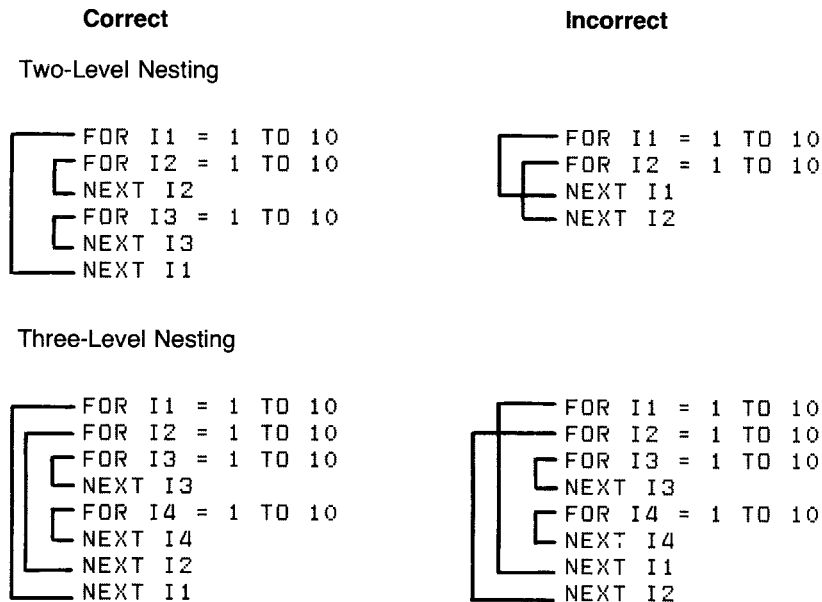 Correct
Incorrect
Two-Level Nesting
FOR I1 = 1 TO 10
FOR I2 = 1 TO 10
NEXT I2
FOR I3 = 1 TO 10
NEXT I3
NEXT I1
FOR I1 = 1 TO 10
FOR I2 = 1 TO 10
NEXT I1
NEXT I2
Three-Level Nesting
FOR I1 = 1 TO 10
FOR I2 = 1 TO 10
FOR I3 = 1 TO 10
NEXT I3
FOR I4 = 1 TO 10
NEXT I4
NEXT I2
NEXT I1
FOR I1 = 1 TO 10
FOR I2 = 1 TO 10
FOR I3 = 1 TO 10
NEXT I3
FOR I4 = 1 TO 10
NEXT I4
NEXT I1
NEXT I2